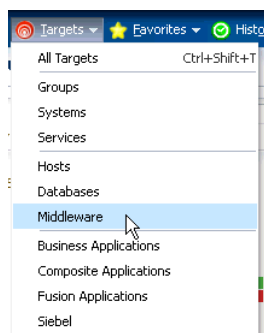 Targets Favorites Histo
All Targets Ctrl+Shift+T
Groups
Systems
Services
Hosts
Databases
Middleware
Business Applications
Composite Applications
Fusion Applications
Siebel